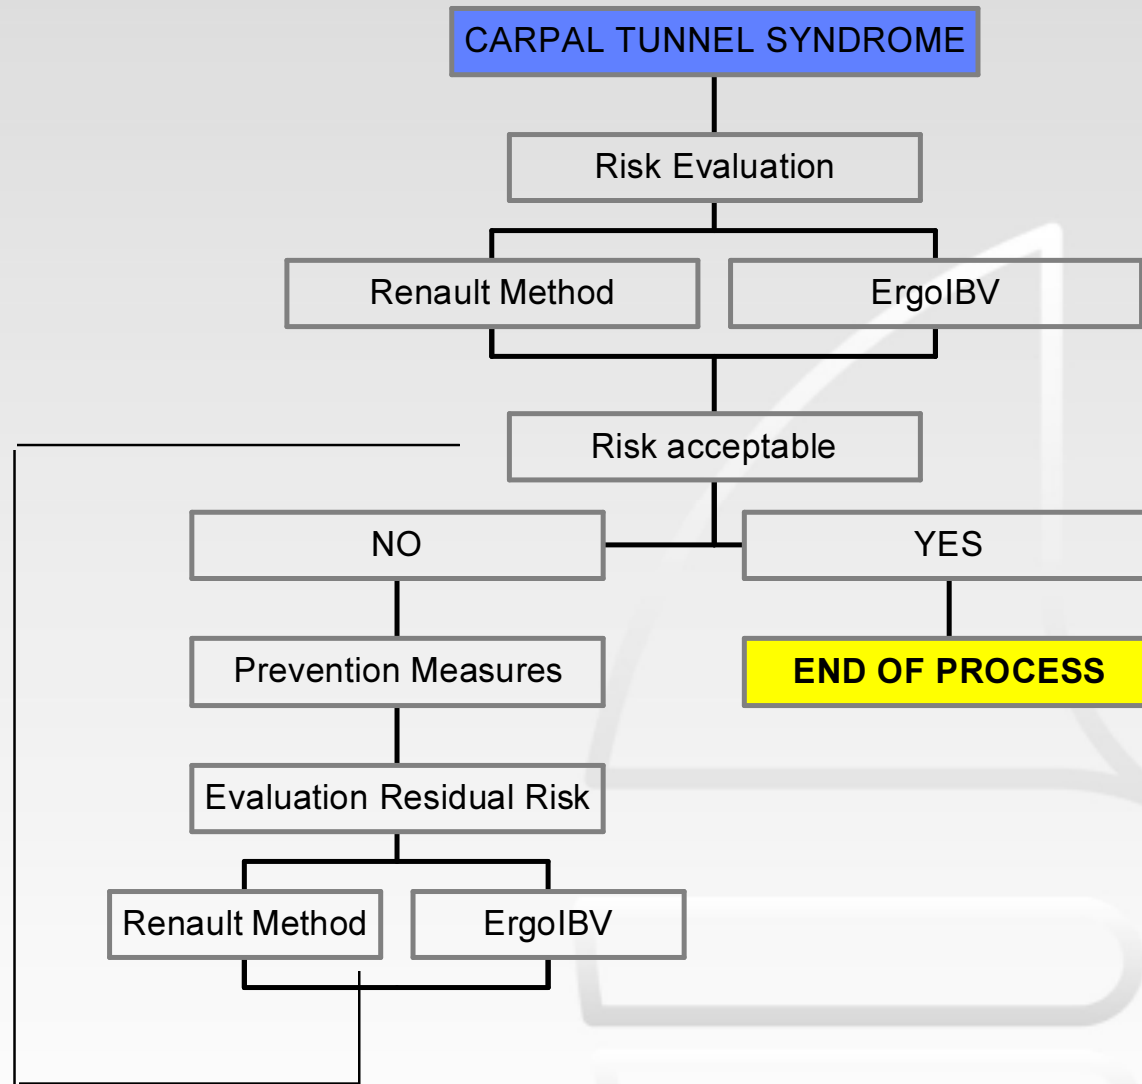 CARPAL TUNNEL SYNDROME
Risk Evaluation
Renault Method
ErgoIBV
Risk acceptable
NO
YES
Prevention Measures
END OF PROCESS
Evaluation Residual Risk
Renault Method
ErgoIBV